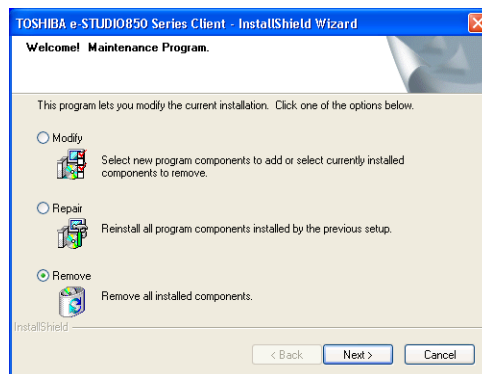 TOSHIBA e-STUDIO850 Series Client - InstallShield Wizard
Welcome! Maintenance Program.
This program lets you modify the current installation. Click one of the options below.
Modify
Select new program components to add or select currently installed
components to remove.
Repair
Reinstall all program components installed by the previous setup.
Remove
Remove all installed components.
InstallShield
< Back Next > Cancel